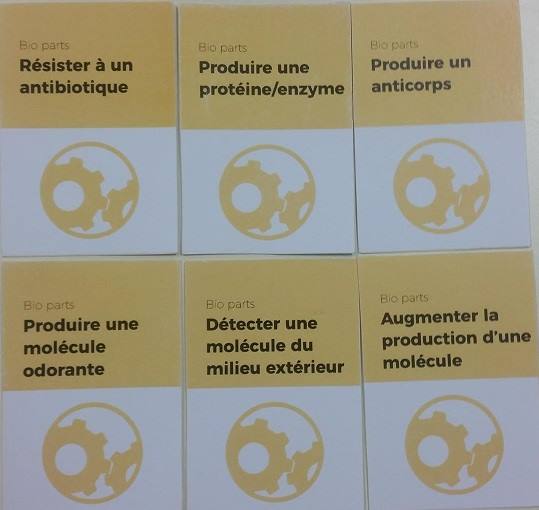 Bio parts
Résister à un
antibiotique
Bio parts
Produire une
protéine/enzyme
Bio parts
Produire un
anticorps
Bio parts
Produire une
molécule
odorante
Bio parts
Détecter une
molécule du
milieu extérieur
Bio parts
Augmenter la
production d'une
molécule